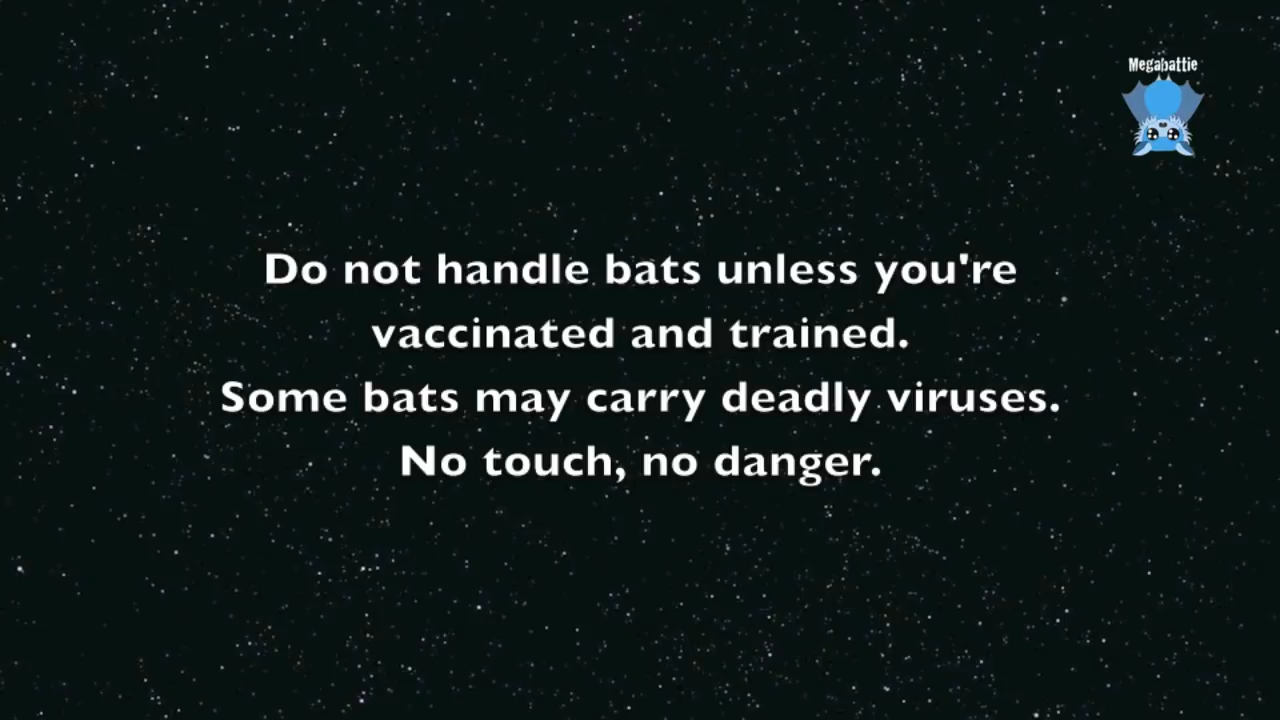 Megabattie
Do not handle bats unless you're
vaccinated and trained.
Some bats may carry deadly viruses.
No touch, no danger.